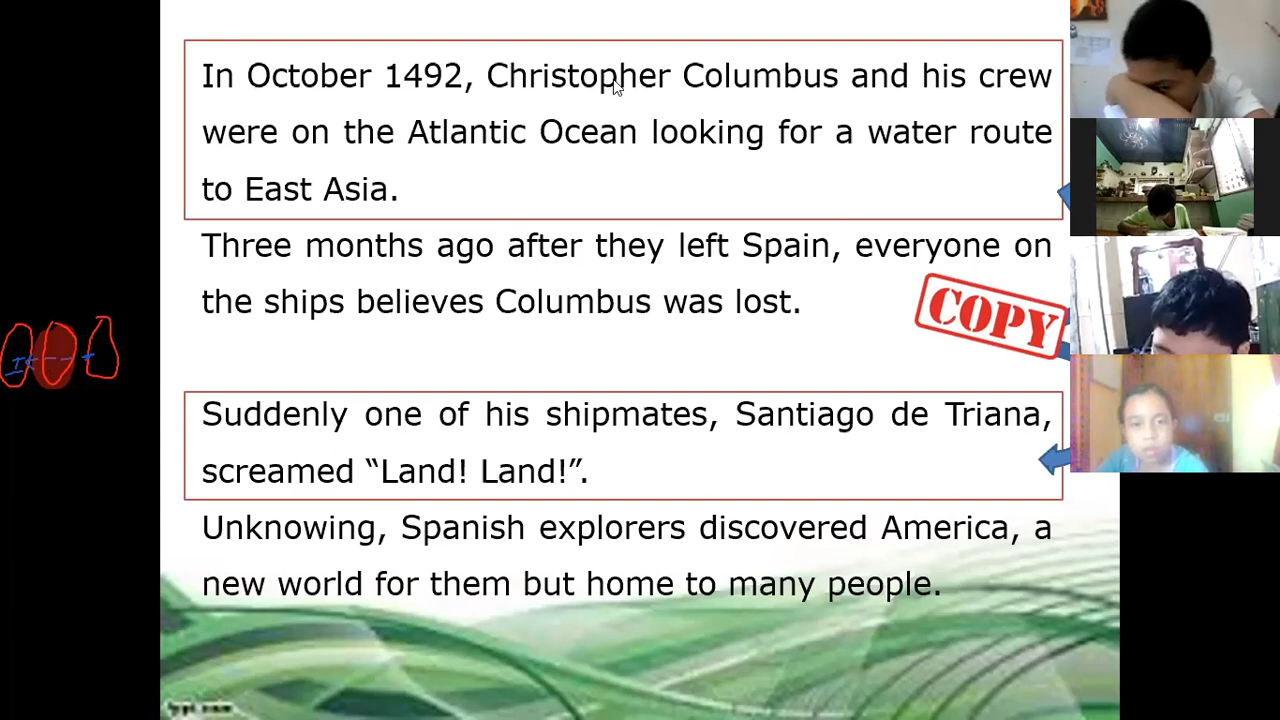 In October 1492, Christopher Columbus and his crew
were on the Atlantic Ocean looking for a water route
to East Asia.
Three months ago after they left Spain, everyone on
the ships believes Columbus was lost.
COPY
Suddenly one of his shipmates, Santiago de Triana,
screamed “Land! Land!”.
Unknowing, Spanish explorers discovered America, a
new world for them but home to many people.